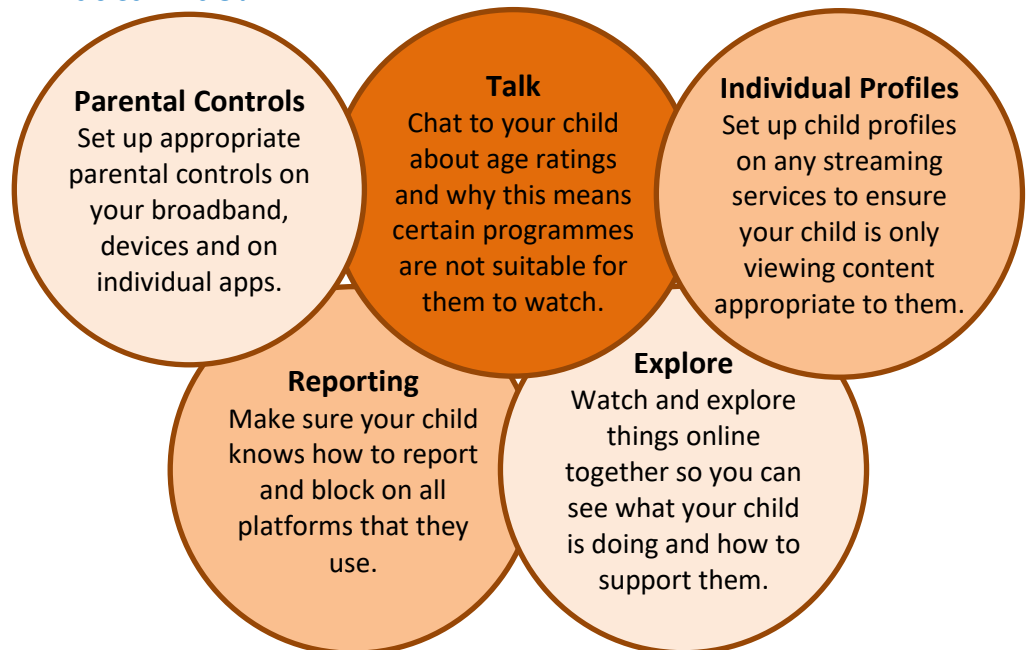 Parental Controls
Set up appropriate
parental controls on
your broadband,
devices and on
individual apps.
Talk
Chat to your child
about age ratings
and why this means
certain programmes
are not suitable for
them to watch.
Individual Profiles
Set up child profiles
on any streaming
services to ensure
your child is only
viewing content
appropriate to them.
Reporting
Make sure your child
knows how to report
and block on all
platforms that they
use.
Explore
Watch and explore
things online
together so you can
see what your child
is doing and how to
support them.